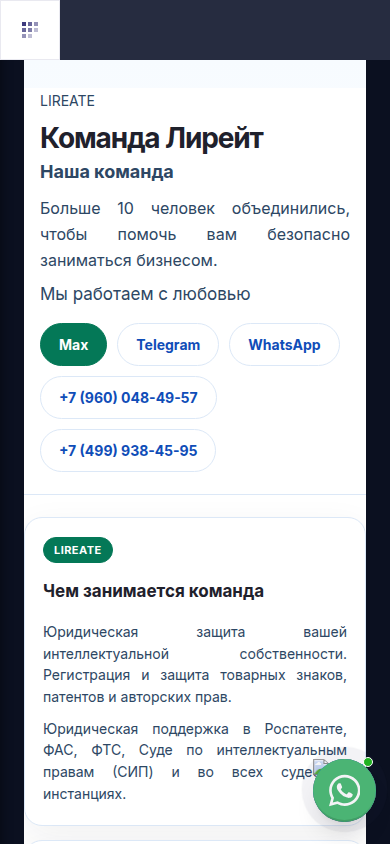 LIREATE
Команда Лирейт
Наша команда
Больше 10 человек объединились,
чтобы помочь вам безопасно
заниматься бизнесом.
Мы работаем с любовью
Max
Telegram
WhatsApp
+7 (960) 048-49-57
+7 (499) 938-45-95
LIREATE
Чем занимается команда
Юридическая защита вашей
интеллектуальной собственности.
Регистрация и защита товарных знаков,
патентов и авторских прав.
Юридическая поддержка в Роспатенте,
ФАС, ФТС, Суде по интеллектуальным
правам (СИП) и во всех
инстанциях.